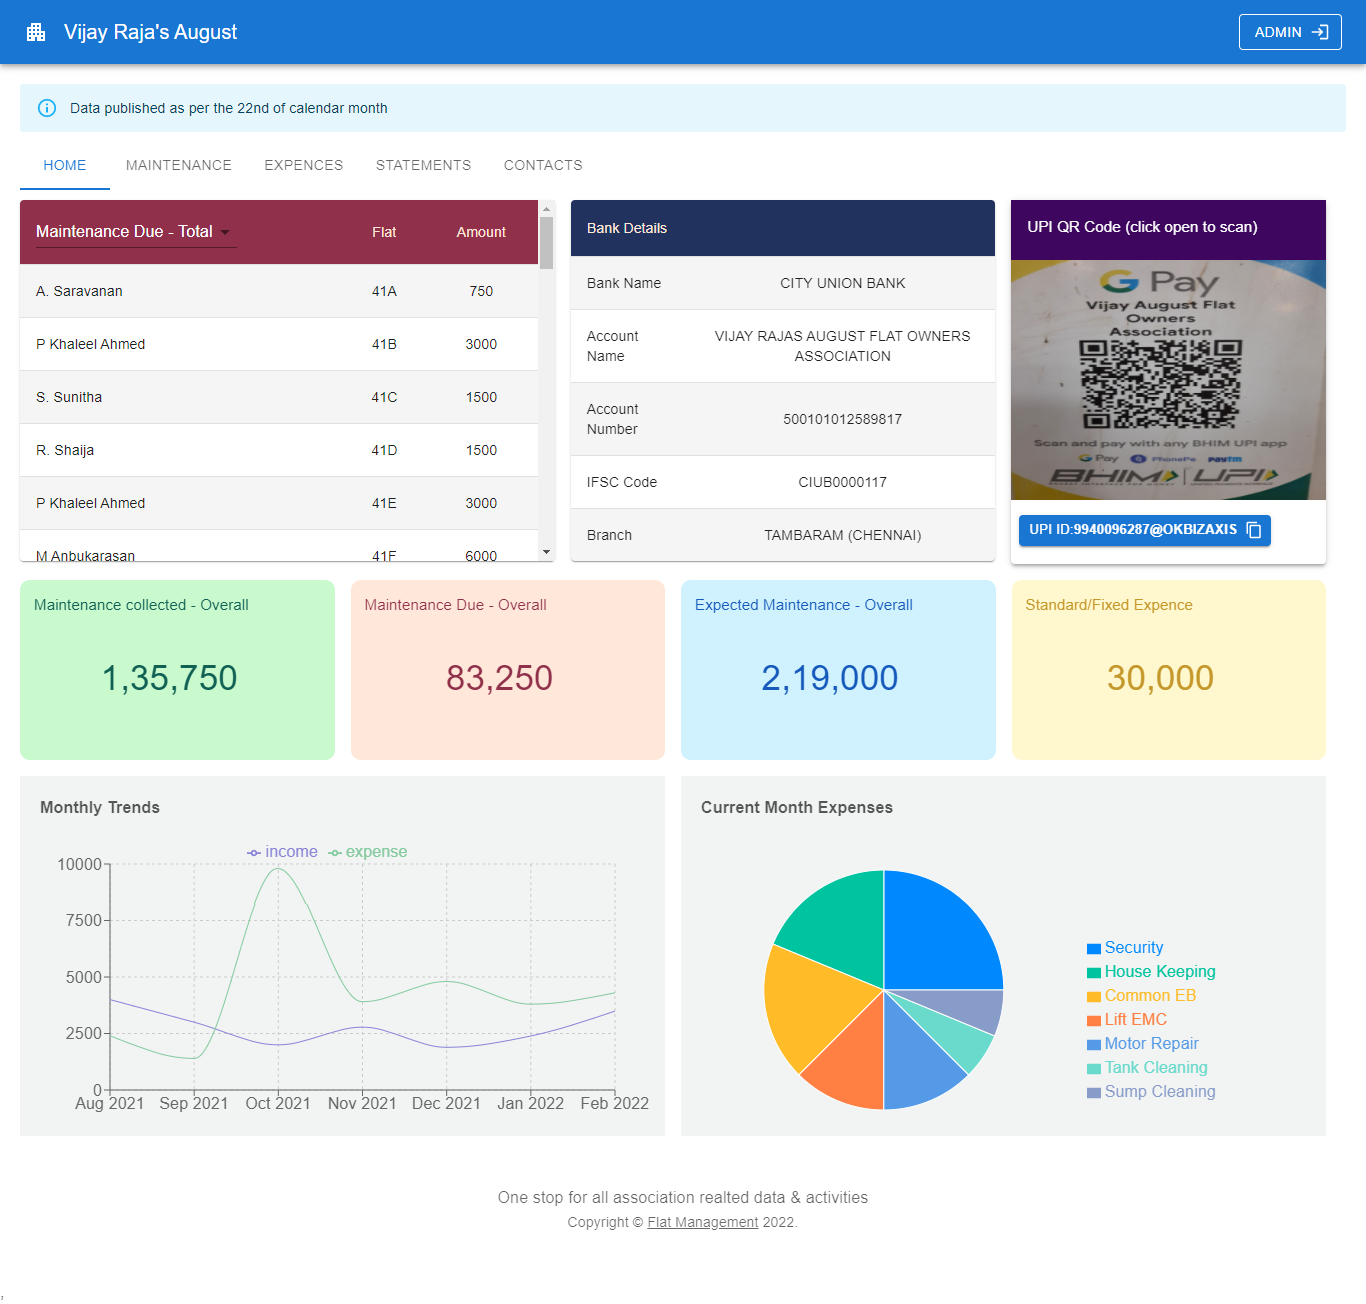 Vijay Raja's August
ADMIN
Data published as per the 22nd of calendar month
HOME MAINTENANCE EXPENCES STATEMENTS CONTACTS
Maintenance Due - Total Flat Amount
A. Saravanan 41A 750
P Khaleel Ahmed 41B 3000
S. Sunitha 41C 1500
R. Shaija 41D 1500
P Khaleel Ahmed 41E 3000
M Anbukarasan 41F 6000
Bank Details
Bank Name CITY UNION BANK
Account Name VIJAY RAJAS AUGUST FLAT OWNERS
ASSOCIATION
Account Number 500101012589817
IFSC Code CIUB0000117
Branch TAMBARAM (CHENNAI)
UPI QR Code (click open to scan)
G Pay
Vijay August Flat
Owners
Association
Scan and pay with any BHIM UPI app
G Pay PhonePe paytm
BHIM UPI
UPI ID:9940096287@OKBIZAXIS
Maintenance collected - Overall
1,35,750
Maintenance Due - Overall
83,250
Expected Maintenance - Overall
2,19,000
Standard/Fixed Expence
30,000
Monthly Trends
income expense
10000
7500
5000
2500
0
Aug 2021 Sep 2021 Oct 2021 Nov 2021 Dec 2021 Jan 2022 Feb 2022
Current Month Expenses
Security
House Keeping
Common EB
Lift EMC
Motor Repair
Tank Cleaning
Sump Cleaning
One stop for all association realted data & activities
Copyright © Flat Management 2022.
,